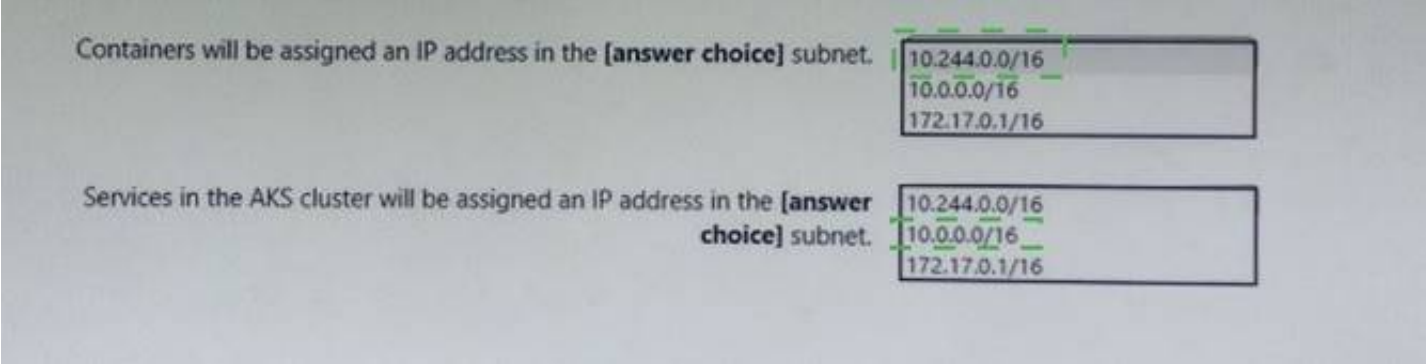 Containers will be assigned an IP address in the [answer choice] subnet.
10.244.0.0/16
10.0.0.0/16
172.17.0.1/16
Services in the AKS cluster will be assigned an IP address in the [answer
choice] subnet.
10.244.0.0/16
10.0.0.0/16
172.17.0.1/16